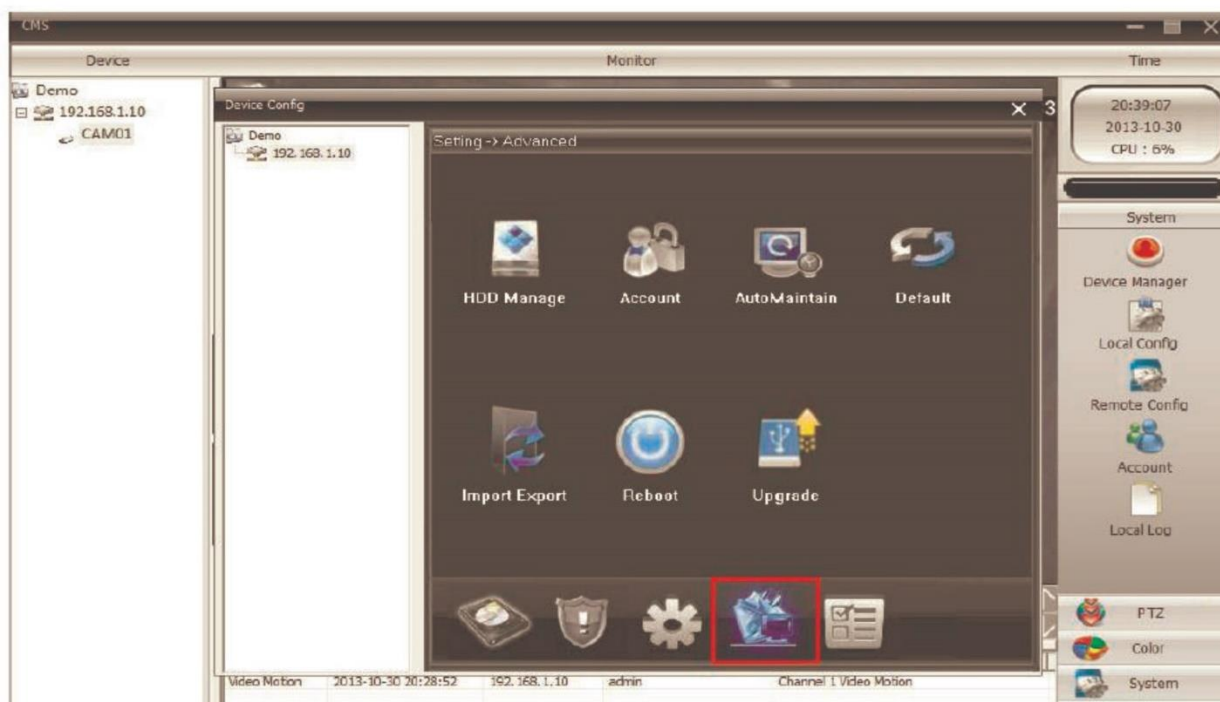 CMS
Device Monitor Time
Demo
192.168.1.10
CAM01
Device Config
3
Demo
192.168.1.10
Setting -> Advanced
HDD Manage Account AutoMaintain Default
Import Export Reboot Upgrade
20:39:07
2013-10-30
CPU : 6%
System
Device Manager
Local Config
Remote Config
Account
Local Log
PTZ
Color
System
Video Motion 2013-10-30 20:28:52 192.168.1.10 admin Channel 1 Video Motion